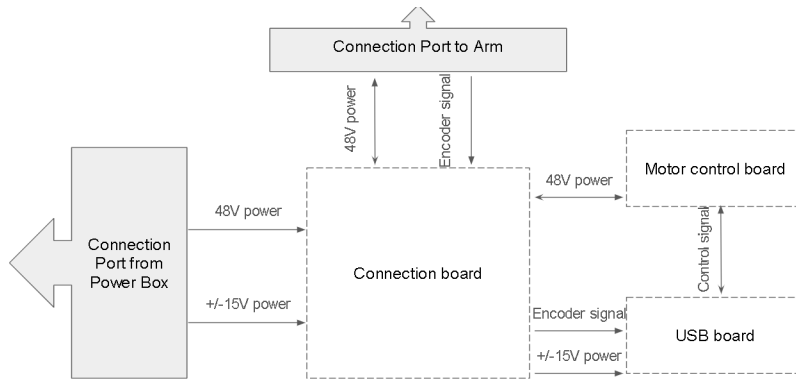 Connection Port to Arm
48V power
Encoder signal
Motor control board
48V power
48V power
Control signal
Connection
Port from
Power Box
Connection board
+/-15V power
Encoder signal
USB board
+/-15V power